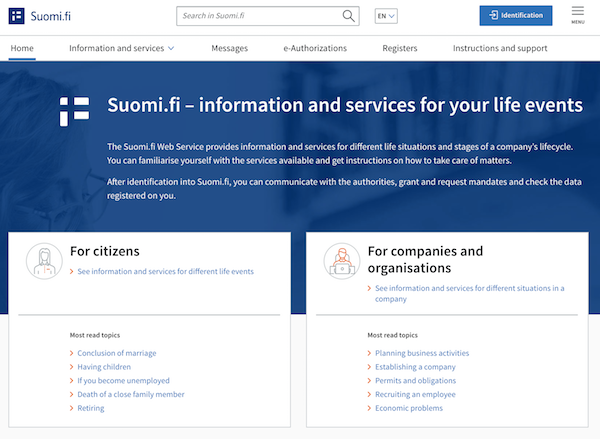 Suomi.fi
Search in Suomi.fi
EN
Identification
MENU
Home
Information and services
Messages
e-Authorizations
Registers
Instructions and support
Suomi.fi – information and services for your life events
The Suomi.fi Web Service provides information and services for different life situations and stages of a company's lifecycle.
You can familiarise yourself with the services available and get instructions on how to take care of matters.
After identification into Suomi.fi, you can communicate with the authorities, grant and request mandates and check the data
registered on you.
For citizens
See information and services for different life events
Most read topics
Conclusion of marriage
Having children
If you become unemployed
Death of a close family member
Retiring
For companies and
organisations
See information and services for different situations in a
company
Most read topics
Planning business activities
Establishing a company
Permits and obligations
Recruiting an employee
Economic problems